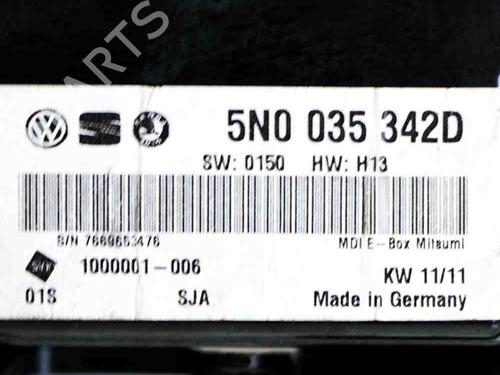 PARTS
5N0 035 342D
SW: 0150 HW: H13
S/N 7669653476 MDI E-Box Mitsumi
1000001-006 KW 11/11
01S SJA Made in Germany